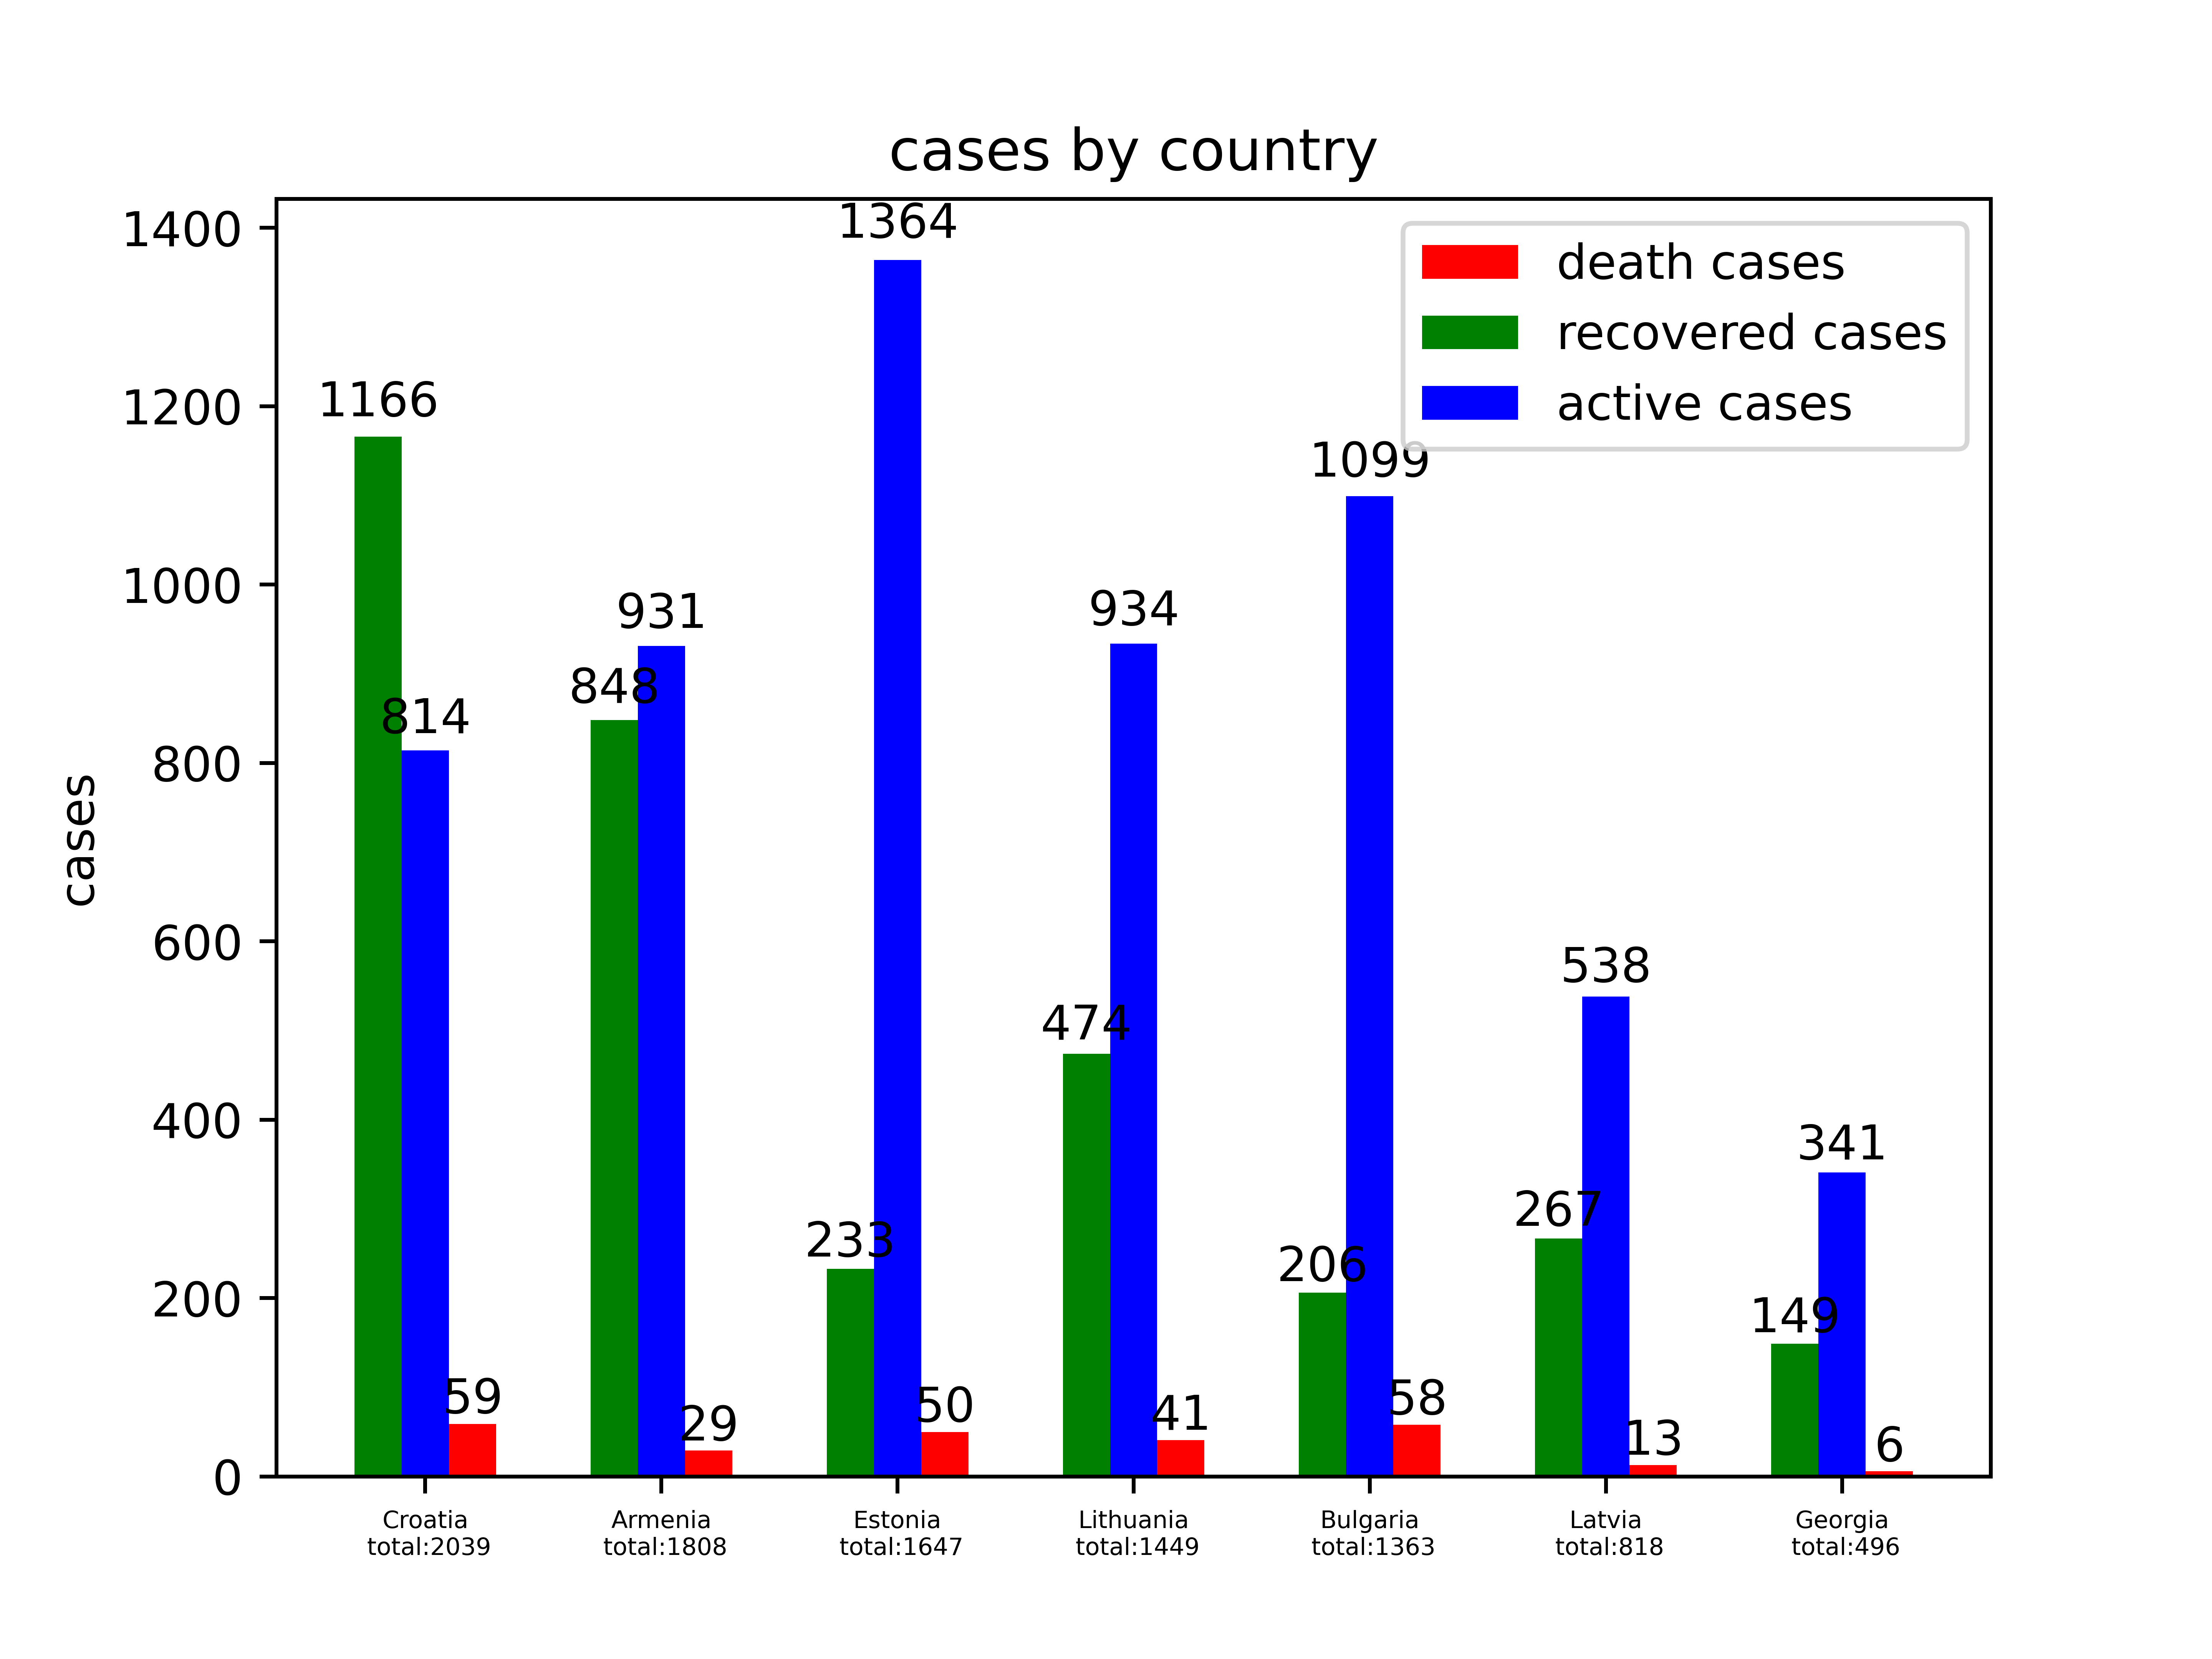 cases by country
death cases
recovered cases
active cases
cases
1400
1200
1000
800
600
400
200
0
1166
814
59
848
931
29
233
1364
50
474
934
41
206
1099
58
267
538
13
149
341
6
Croatia
total:2039
Armenia
total:1808
Estonia
total:1647
Lithuania
total:1449
Bulgaria
total:1363
Latvia
total:818
Georgia
total:496